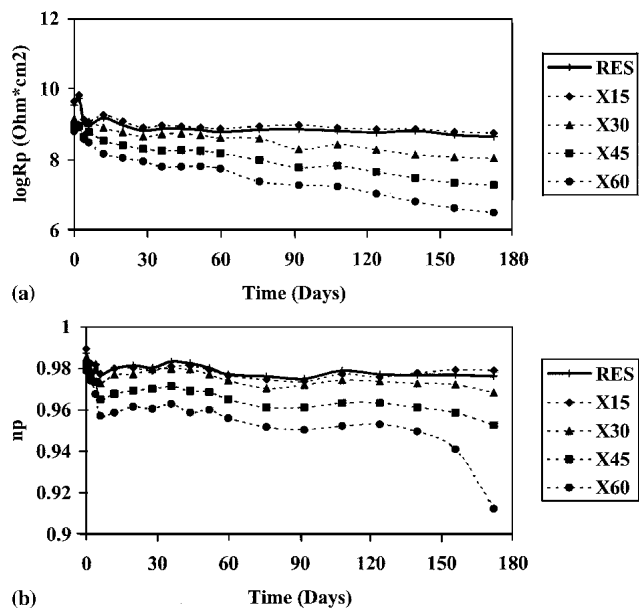 (a)
logRp (Ohm*cm2)
12
10
8
6
0 30 60 90 120 150 180
Time (Days)
RES
X15
X30
X45
X60
(b)
np
1
0.98
0.96
0.94
0.92
0.9
0 30 60 90 120 150 180
Time (Days)
RES
X15
X30
X45
X60